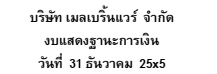 บริษัท เมลเบริ์นแวร์ จำกัด
งบแสดงฐานะการเงิน
วันที่ 31 ธันวาคม 25x5